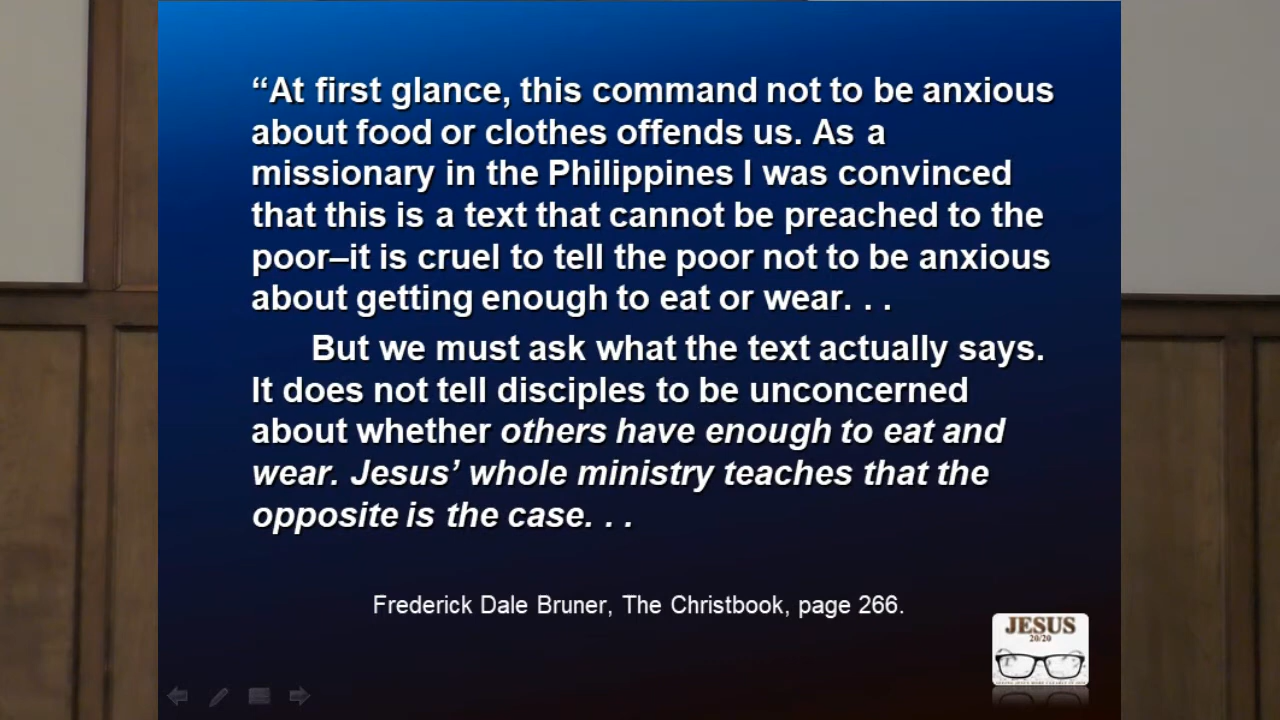 “At first glance, this command not to be anxious
about food or clothes offends us. As a
missionary in the Philippines I was convinced
that this is a text that cannot be preached to the
poor–it is cruel to tell the poor not to be anxious
about getting enough to eat or wear. . .
But we must ask what the text actually says.
It does not tell disciples to be unconcerned
about whether others have enough to eat and
wear. Jesus’ whole ministry teaches that the
opposite is the case. . .
Frederick Dale Bruner, The Christbook, page 266.
JESUS
20/20